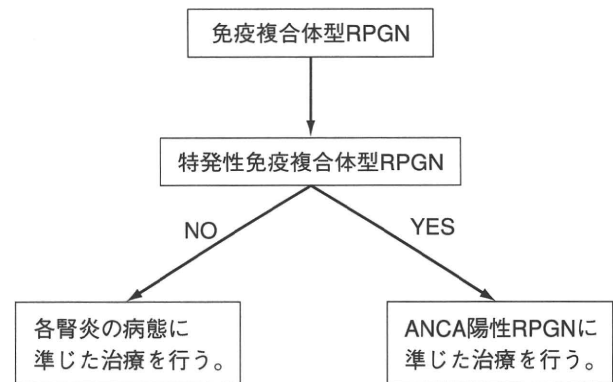 免疫複合体型RPGN
特発性免疫複合体型RPGN
NO
YES
各腎炎の病態に
準じた治療を行う。
ANCA陽性RPGNに
準じた治療を行う。